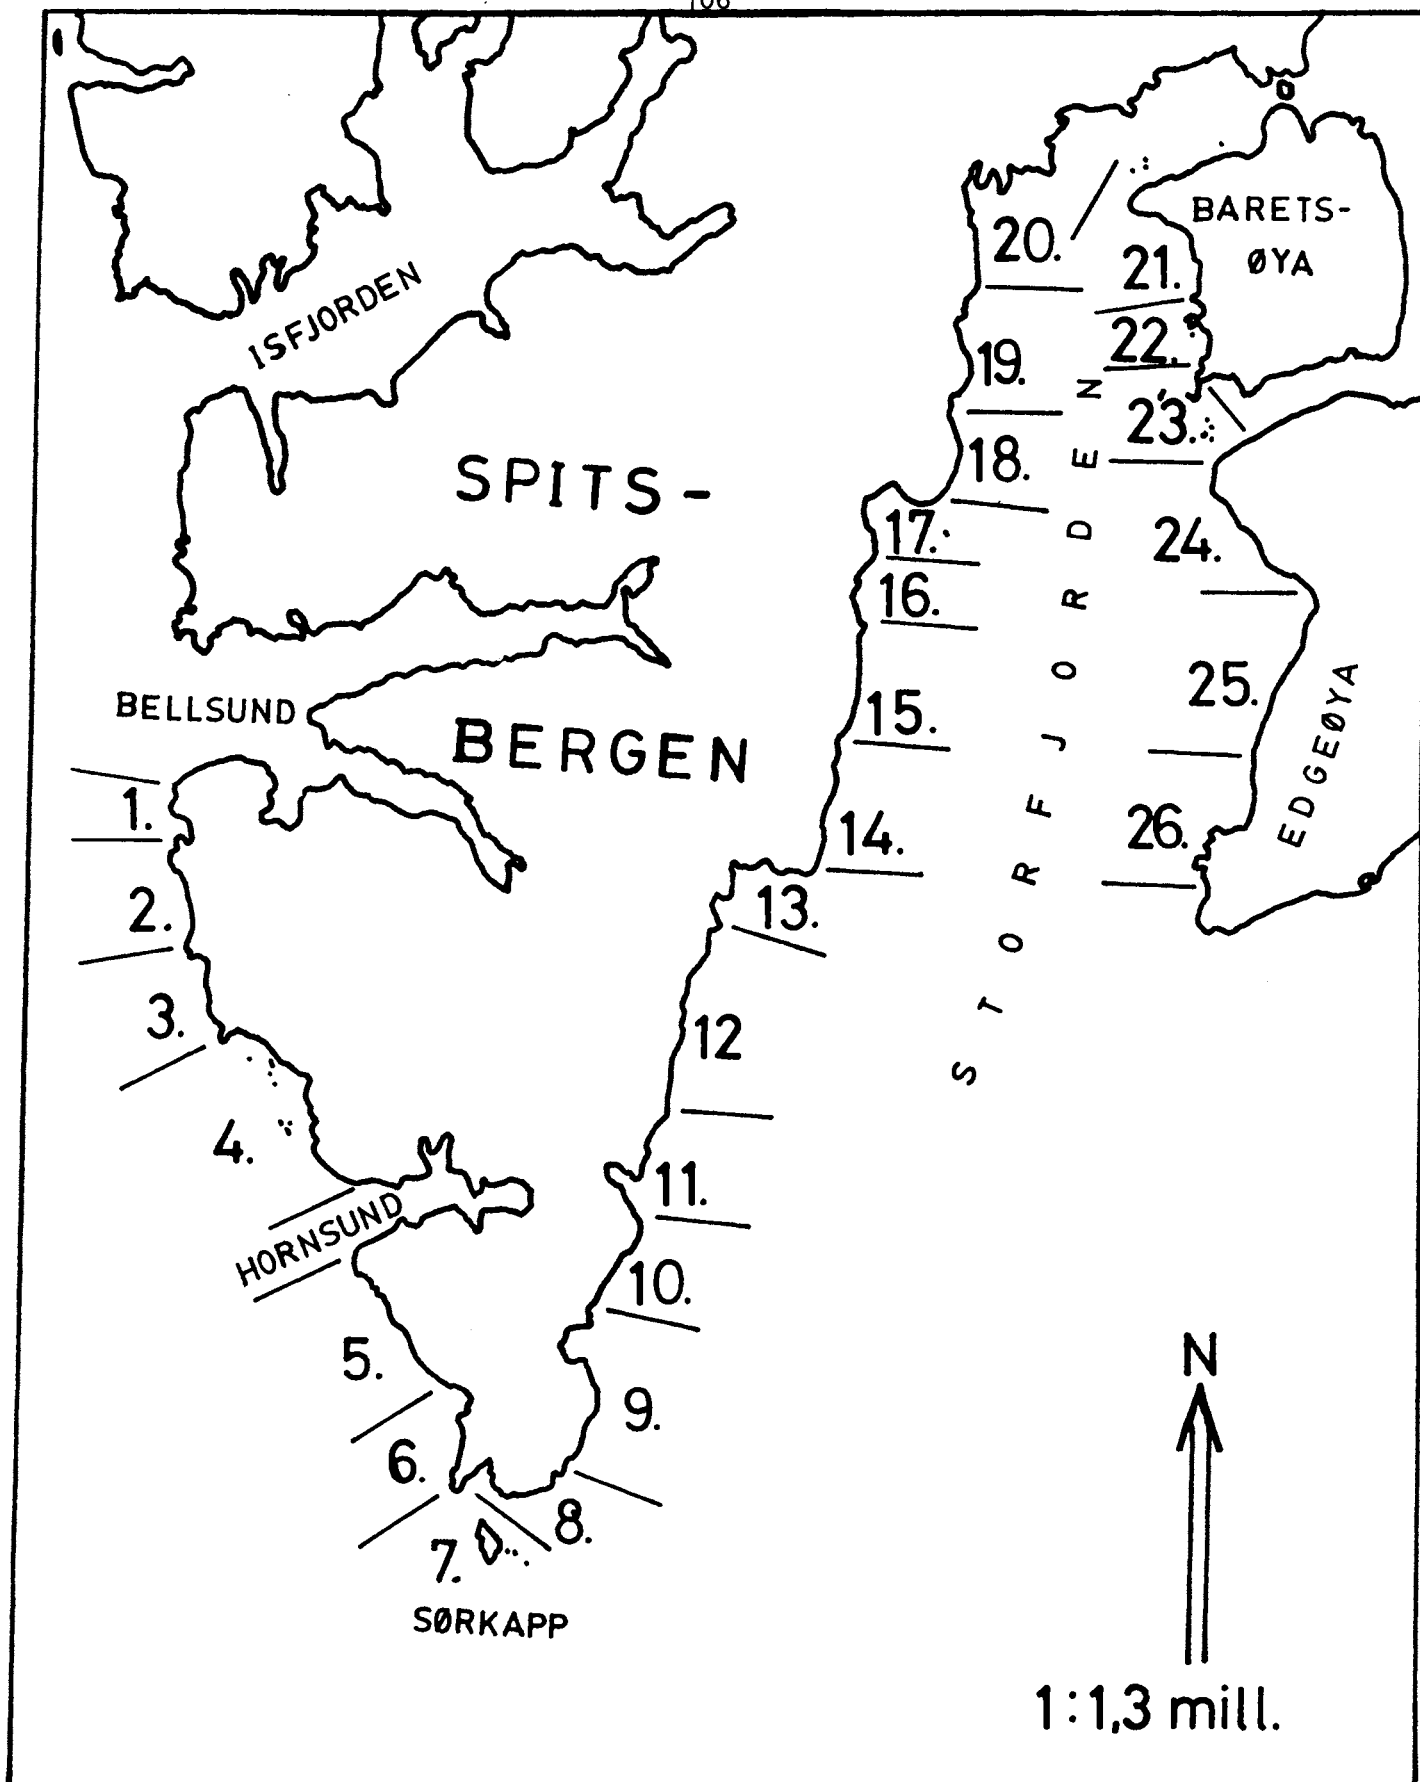 106
BARETS-
ØYA
20.
21.
ISFJORDEN
22.
19.
23.
18.
SPITS-
17.
24.
16.
25.
BELLSUND
BERGEN
15.
EDGEØYA
1.
14.
26.
STORFJORDEN
2.
13.
3.
12
4.
11.
HORNSUND
10.
5.
9.
N
6.
8.
7.
SØRKAPP
1:1,3 mill.